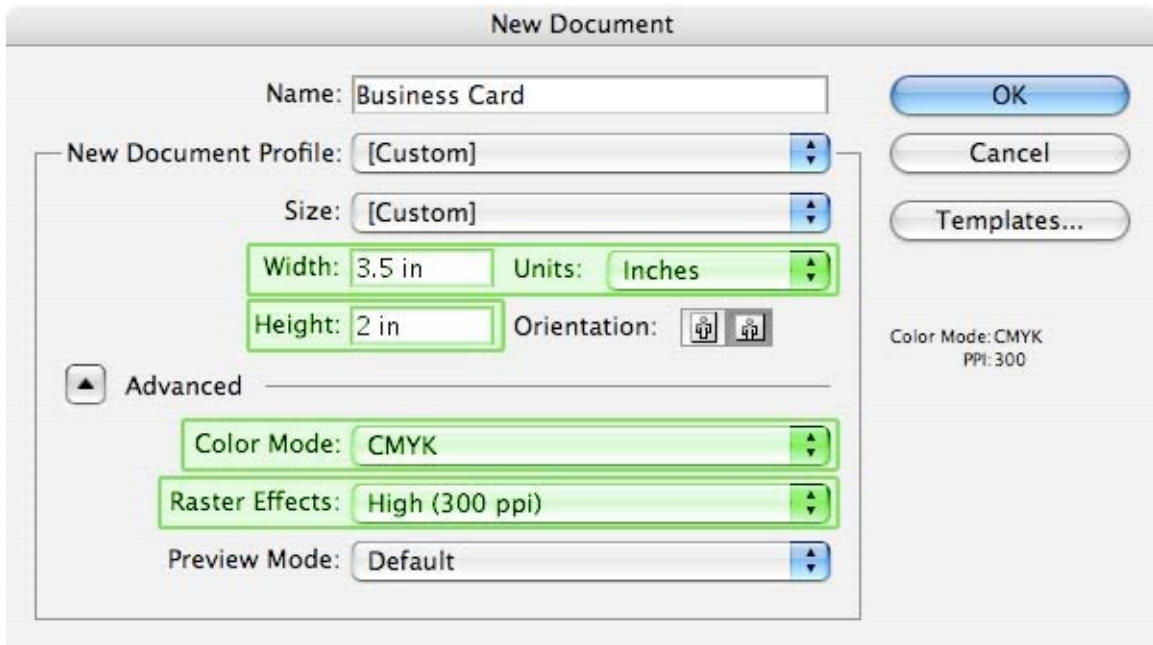 New Document
Name: Business Card
OK
New Document Profile: [Custom]
Cancel
Size: [Custom]
Templates...
Width: 3.5 in Units: Inches
Height: 2 in Orientation:
Color Mode: CMYK
PPI: 300
Advanced
Color Mode: CMYK
Raster Effects: High (300 ppi)
Preview Mode: Default